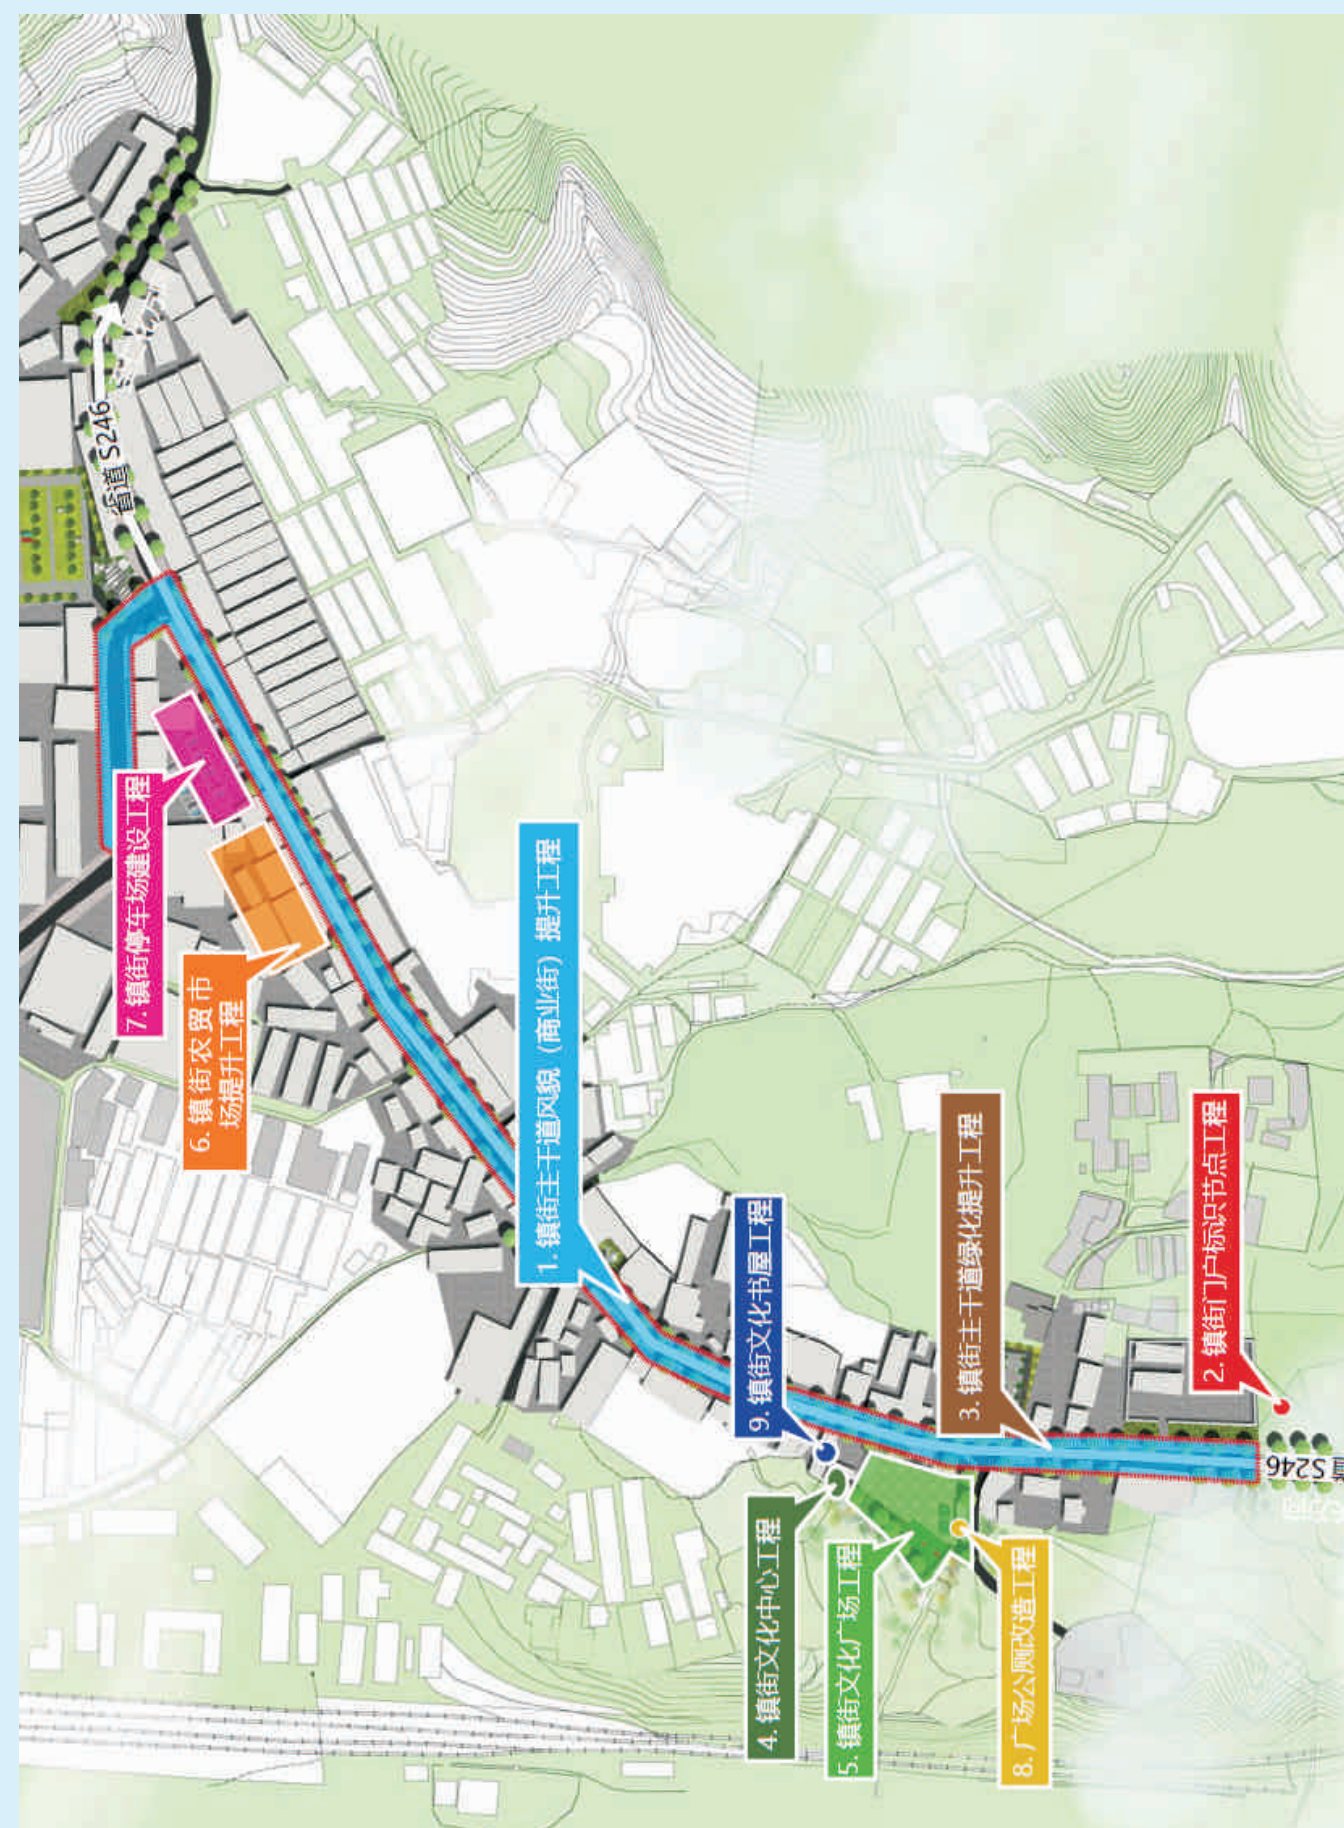 省道 S246
7. 镇街停车场建设工程
6. 镇街农贸市
场提升工程
1. 镇街主干道风貌（商业街）提升工程
9. 镇街文化书屋工程
3. 镇街主干道绿化提升工程
2. 镇街门户标识节点工程
4. 镇街文化中心工程
5. 镇街文化广场工程
8. 广场公厕改造工程
道 S246